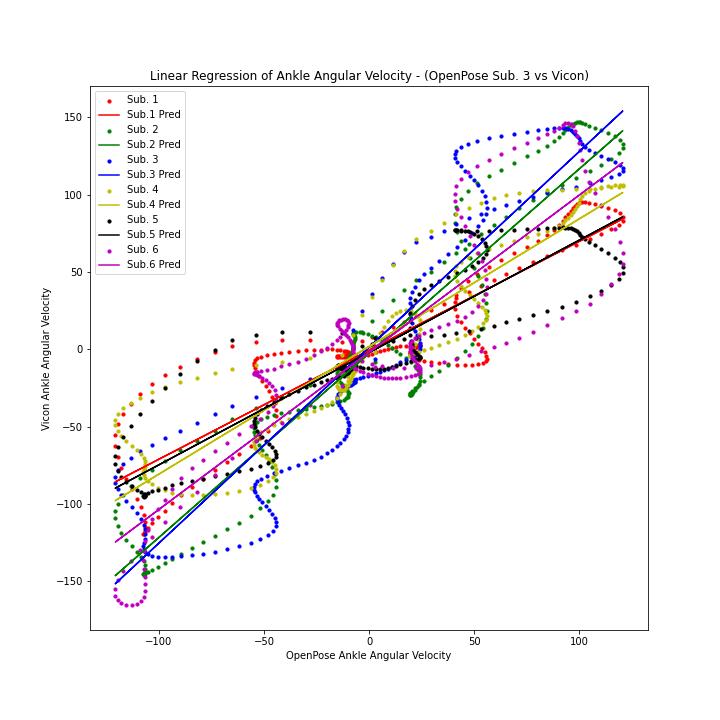 Linear Regression of Ankle Angular Velocity - (OpenPose Sub. 3 vs Vicon)
Sub. 1
Sub.1 Pred
Sub. 2
Sub.2 Pred
Sub. 3
Sub.3 Pred
Sub. 4
Sub.4 Pred
Sub. 5
Sub.5 Pred
Sub. 6
Sub.6 Pred
150
100
50
0
−50
−100
−150
Vicon Ankle Angular Velocity
−100
−50
0
50
100
OpenPose Ankle Angular Velocity